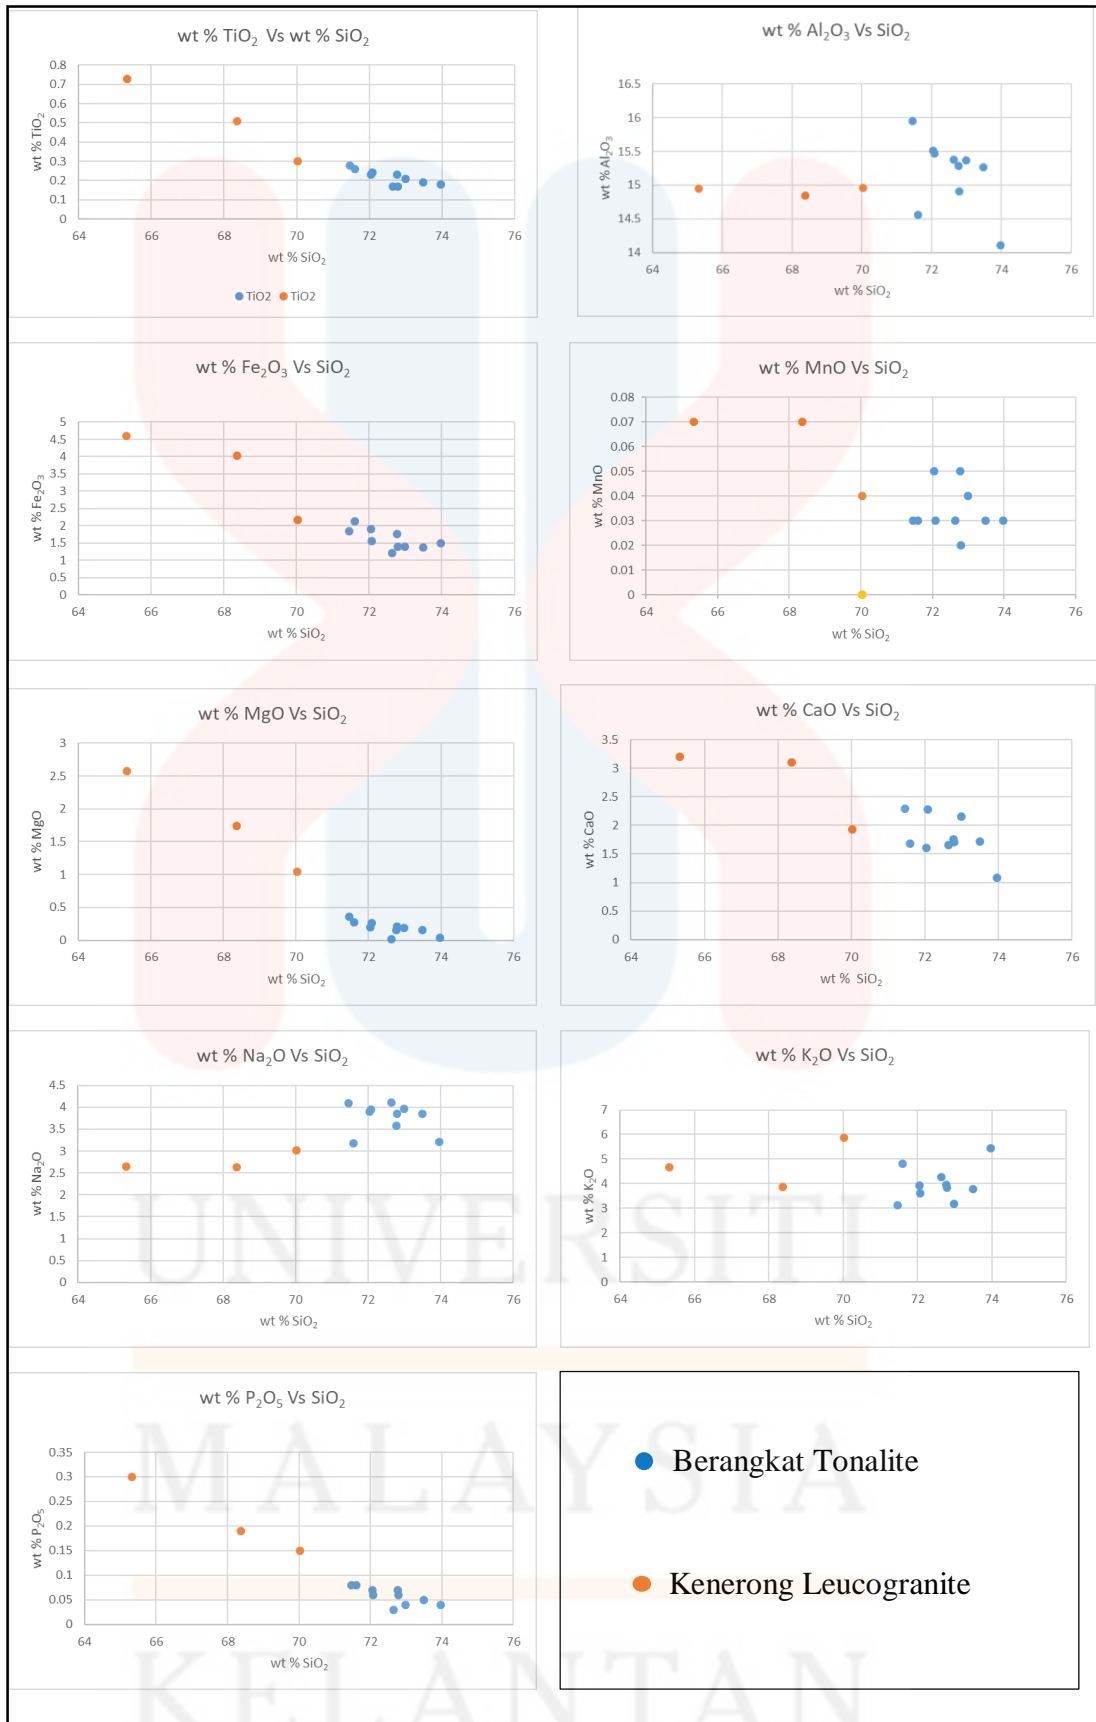 wt % TiO₂ Vs wt % SiO₂
wt % TiO₂
0.8
0.7
0.6
0.5
0.4
0.3
0.2
0.1
0
64 66 68 70 72 74 76
wt % SiO₂
TiO2 TiO2
wt % Al₂O₃ Vs SiO₂
wt % Al₂O₃
16.5
16
15.5
15
14.5
14
64 66 68 70 72 74 76
wt % SiO₂
wt % Fe₂O₃ Vs SiO₂
wt % Fe₂O₃
5
4.5
4
3.5
3
2.5
2
1.5
1
0.5
0
64 66 68 70 72 74 76
wt % SiO₂
wt % MnO Vs SiO₂
wt % MnO
0.08
0.07
0.06
0.05
0.04
0.03
0.02
0.01
0
64 66 68 70 72 74 76
wt % SiO₂
wt % MgO Vs SiO₂
wt % MgO
3
2.5
2
1.5
1
0.5
0
64 66 68 70 72 74 76
wt % SiO₂
wt % CaO Vs SiO₂
wt % CaO
3.5
3
2.5
2
1.5
1
0.5
0
64 66 68 70 72 74 76
wt % SiO₂
wt % Na₂O Vs SiO₂
wt % Na₂O
4.5
4
3.5
3
2.5
2
1.5
1
0.5
0
64 66 68 70 72 74 76
wt % SiO₂
wt % K₂O Vs SiO₂
wt % K₂O
7
6
5
4
3
2
1
0
64 66 68 70 72 74 76
wt % SiO₂
wt % P₂O₅ Vs SiO₂
wt % P₂O₅
0.35
0.3
0.25
0.2
0.15
0.1
0.05
0
64 66 68 70 72 74 76
wt % SiO₂
Berangkat Tonalite
Kenerong Leucogranite
UNIVERSITI
MALAYSIA
KELANTAN